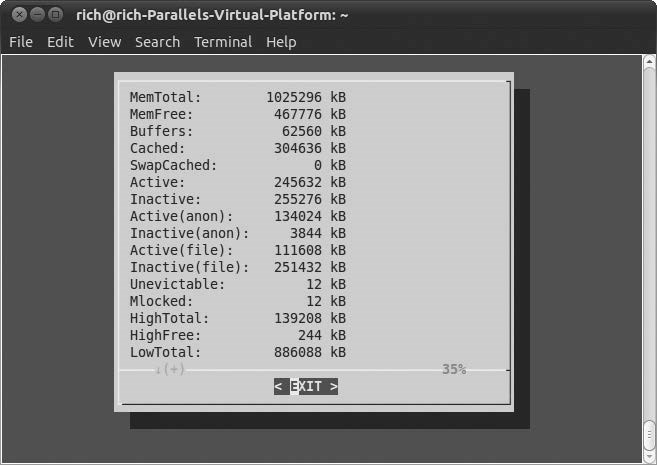 rich@rich-Parallels-Virtual-Platform: ~
File Edit View Search Terminal Help
MemTotal: 1025296 kB
MemFree: 467776 kB
Buffers: 62560 kB
Cached: 304636 kB
SwapCached: 0 kB
Active: 245632 kB
Inactive: 255276 kB
Active(anon): 134024 kB
Inactive(anon): 3844 kB
Active(file): 111608 kB
Inactive(file): 251432 kB
Unevictable: 12 kB
Mlocked: 12 kB
HighTotal: 139208 kB
HighFree: 244 kB
LowTotal: 886088 kB
↓(+) 35%
< EXIT >